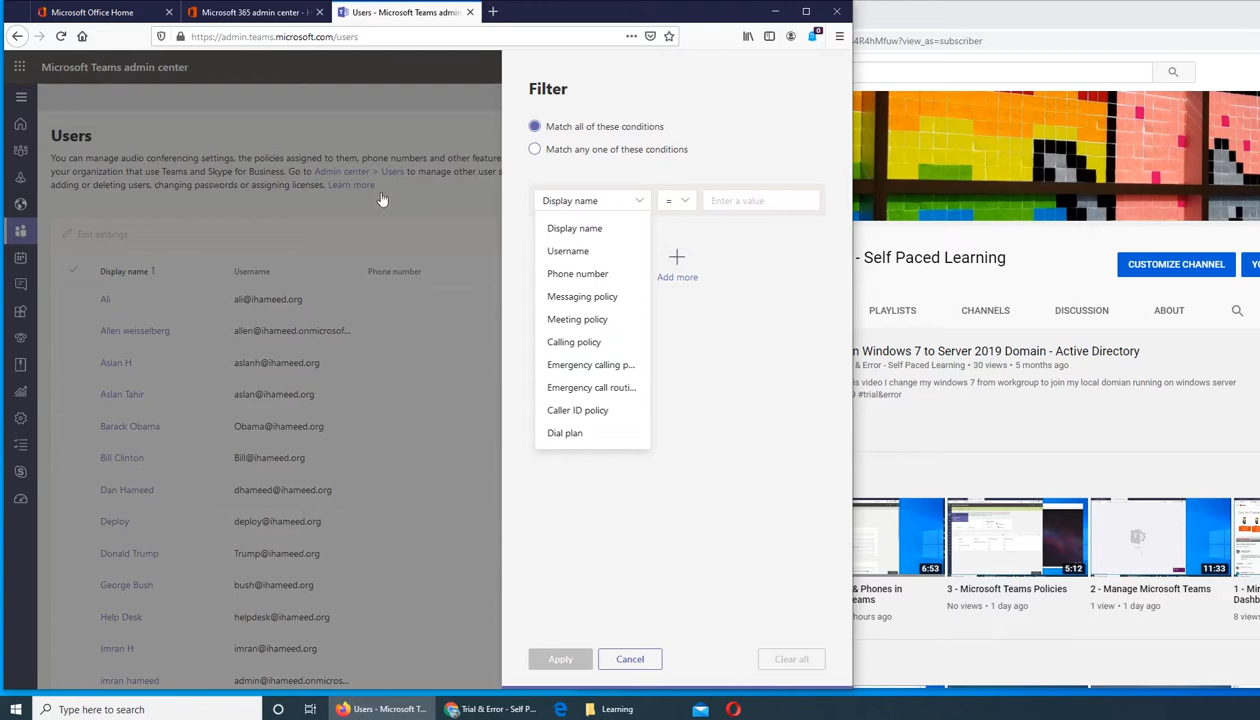 Microsoft Office Home
Microsoft 365 admin center - H
Users - Microsoft Teams admin
https://admin.teams.microsoft.com/users
4R4hMfuw?view_as=subscriber
Microsoft Teams admin center
Users
You can manage audio conferencing settings, the policies assigned to them, phone numbers and other feature
your organization that use Teams and Skype for Business. Go to Admin center > Users to manage other user s
adding or deleting users, changing passwords or assigning licenses. Learn more
Edit settings
Display name ↑ Username Phone number
Ali ali@ihameed.org
Allen weisselberg allen@ihameed.onmicrosof...
Aslan H aslanh@ihameed.org
Aslan Tahir aslan@ihameed.org
Barack Obama Obama@ihameed.org
Bill Clinton Bill@ihameed.org
Dan Hameed dhameed@ihameed.org
Deploy deploy@ihameed.org
Donald Trump Trump@ihameed.org
George Bush bush@ihameed.org
Help Desk helpdesk@ihameed.org
Imran H imran@ihameed.org
imran hameed admin@ihameed.onmicros...
Filter
Match all of these conditions
Match any one of these conditions
Display name = Enter a value
Display name
Username
Phone number
Messaging policy
Meeting policy
Calling policy
Emergency calling p...
Emergency call routi...
Caller ID policy
Dial plan
Add more
Apply Cancel Clear all
- Self Paced Learning
CUSTOMIZE CHANNEL
YO
PLAYLISTS CHANNELS DISCUSSION ABOUT
n Windows 7 to Server 2019 Domain - Active Directory
& Error - Self Paced Learning • 30 views • 5 months ago
is video I change my windows 7 from workgroup to join my local domian running on windows server
2019 #trial&error
6:53
5:12
11:33
& Phones in
eams
hours ago
3 - Microsoft Teams Policies
No views • 1 day ago
2 - Manage Microsoft Teams
1 view • 1 day ago
1 - Mi
Dashb
8 views
Type here to search
Users - Microsoft T...
Trial & Error - Self P...
Learning